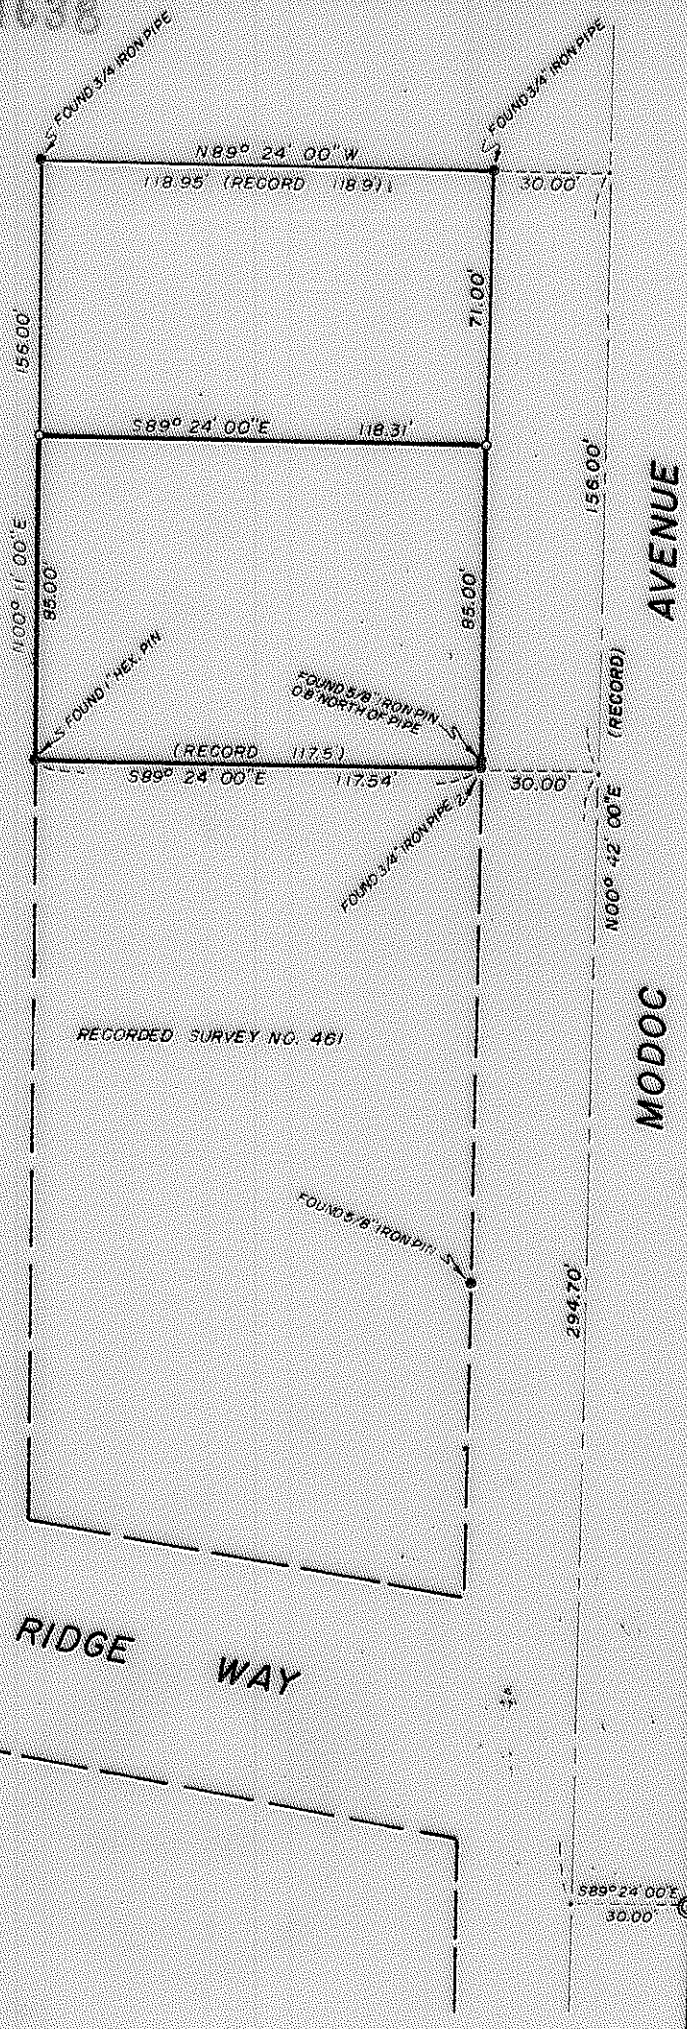 FOUND 3/4 IRON PIPE
FOUND 3/4" IRON PIPE
N89° 24' 00" W
118.95' (RECORD 118.9)
30.00'
156.00'
71.00'
S89° 24' 00"E 118.31'
156.00'
AVENUE
N00° 11' 00"E
85.00'
85.00'
FOUND 1" HEX. PIN
FOUND 5/8" IRON PIN
0.8' NORTH OF PIPE
(RECORD)
(RECORD 117.5')
S89° 24' 00"E 117.54'
30.00'
FOUND 3/4" IRON PIPE
N00° 42' 00"E
RECORDED SURVEY NO. 461
MODOC
FOUND 5/8" IRON PIN
294.70'
RIDGE WAY
S89° 24' 00"E
30.00'